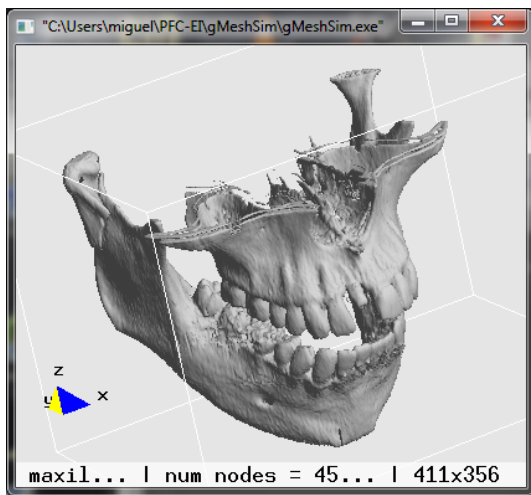 "C:\Users\miguel\PFC-EI\gMeshSim\gMeshSim.exe"
z
y x
maxil... | num nodes = 45... | 411x356